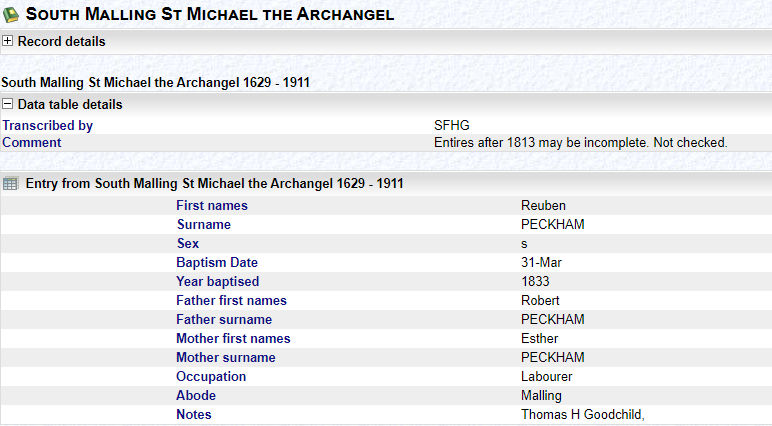 South Malling St Michael the Archangel
Record details
South Malling St Michael the Archangel 1629 - 1911
Data table details
Transcribed by SFHG
Comment Entires after 1813 may be incomplete. Not checked.
Entry from South Malling St Michael the Archangel 1629 - 1911
First names Reuben
Surname PECKHAM
Sex s
Baptism Date 31-Mar
Year baptised 1833
Father first names Robert
Father surname PECKHAM
Mother first names Esther
Mother surname PECKHAM
Occupation Labourer
Abode Malling
Notes Thomas H Goodchild,